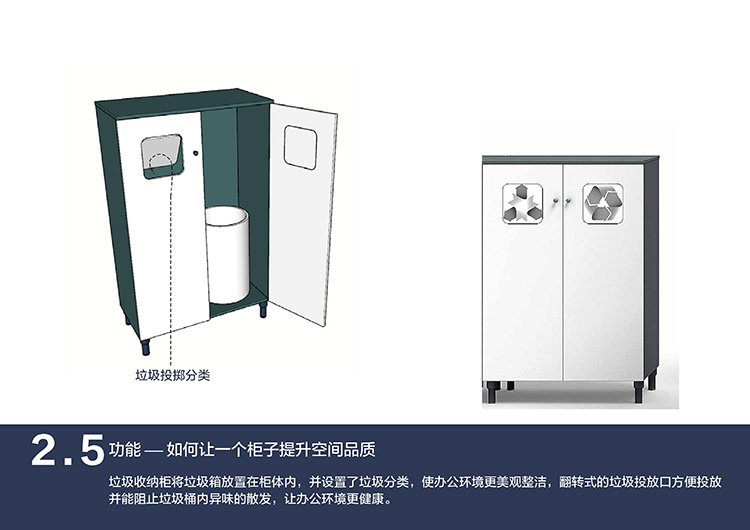 垃圾投掷分类
2.5 功能 — 如何让一个柜子提升空间品质
垃圾收纳柜将垃圾箱放置在柜体内，并设置了垃圾分类，使办公环境更美观整洁，翻转式的垃圾投放口方便投放
并能阻止垃圾桶内异味的散发，让办公环境更健康。